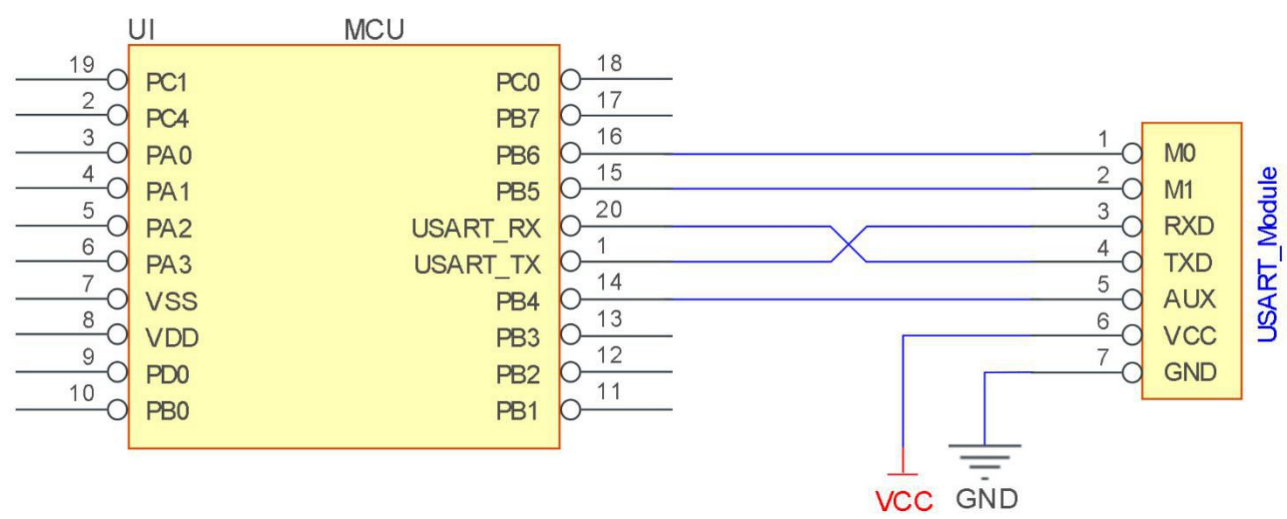 UI MCU
19 PC1 PC0 18
2 PC4 PB7 17
3 PA0 PB6 16
4 PA1 PB5 15
5 PA2 USART_RX 20
6 PA3 USART_TX 1
7 VSS PB4 14
8 VDD PB3 13
9 PD0 PB2 12
10 PB0 PB1 11
1 M0
2 M1
3 RXD
4 TXD
5 AUX
6 VCC
7 GND
USART_Module
VCC GND